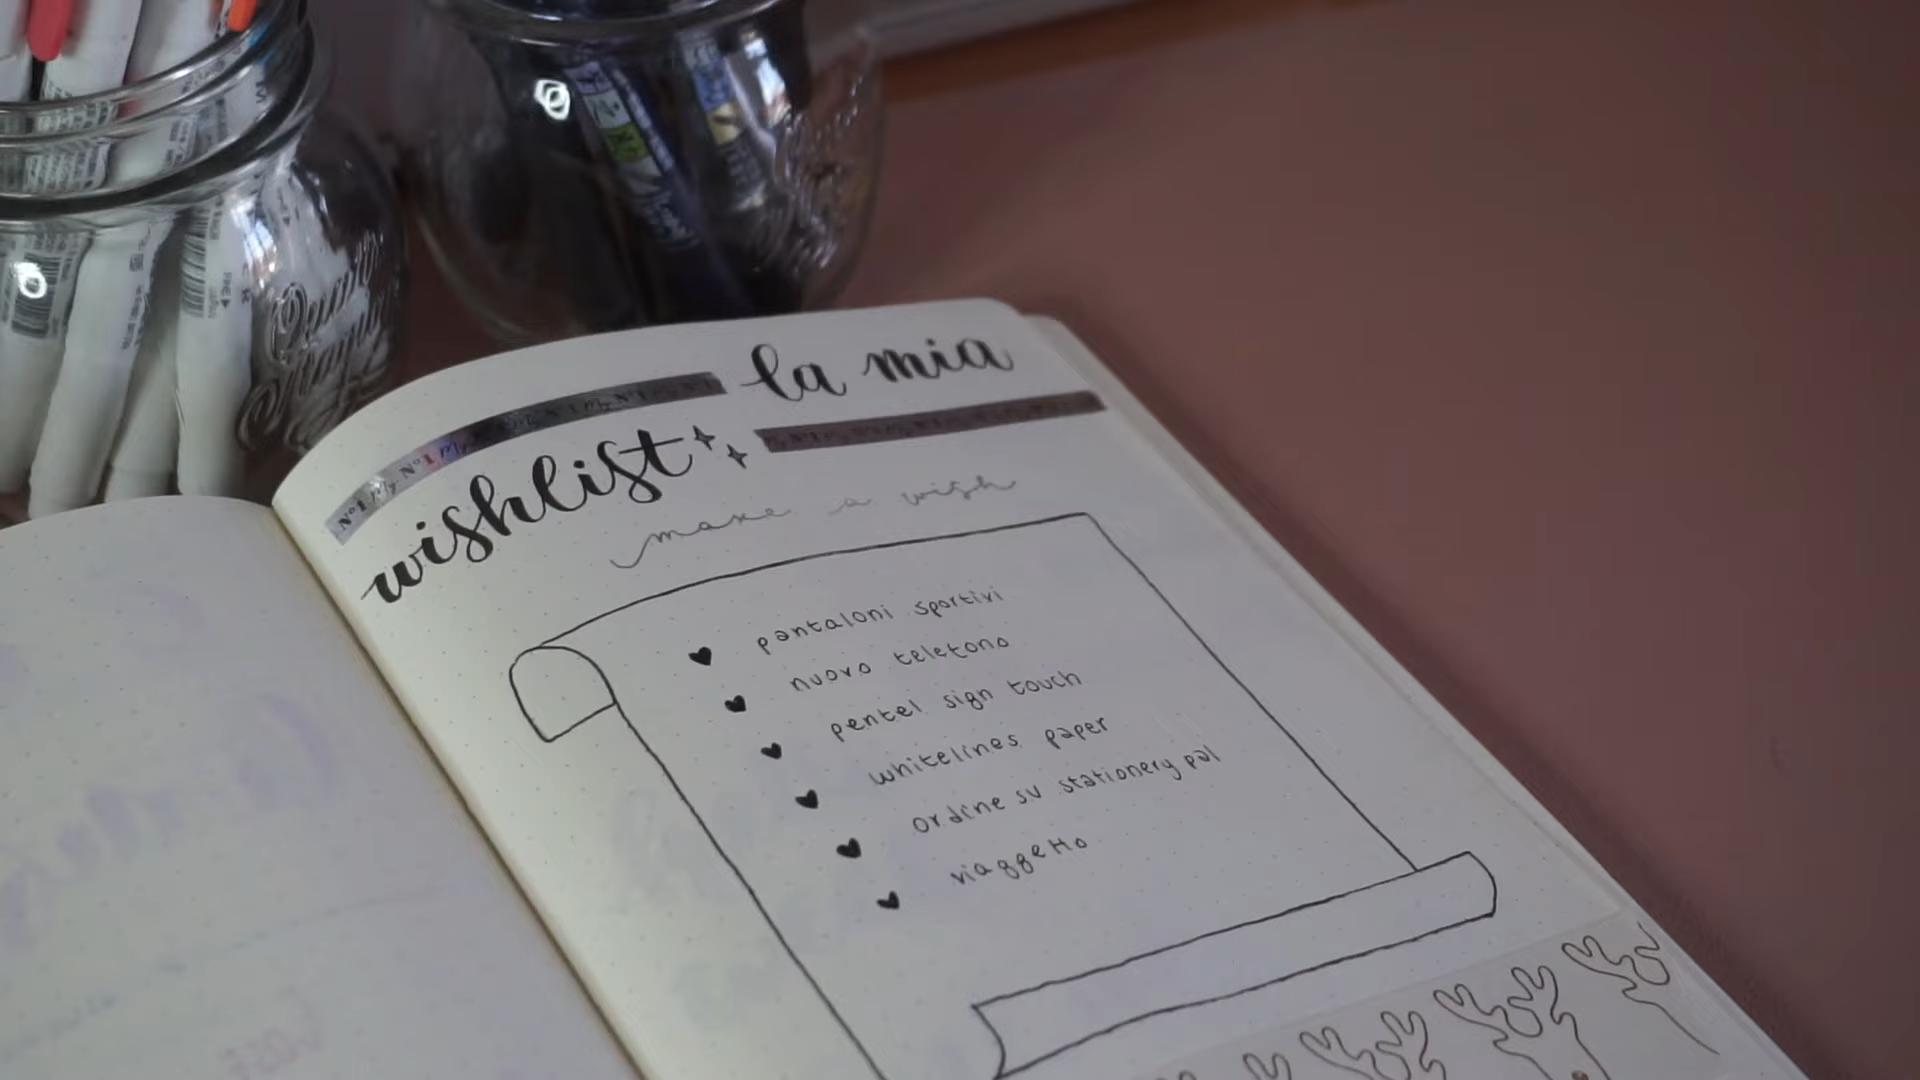 la mia
wishlist
make a wish
pantaloni sportivi
nuovo telefono
pentel sign touch
whitelines paper
ordine su stationery pal
viaggetto